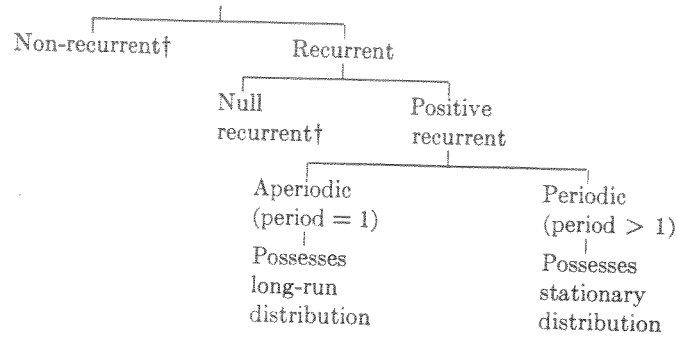 Non-recurrent†
Recurrent
Null
recurrent†
Positive
recurrent
Aperiodic
(period = 1)
Possesses
long-run
distribution
Periodic
(period > 1)
Possesses
stationary
distribution